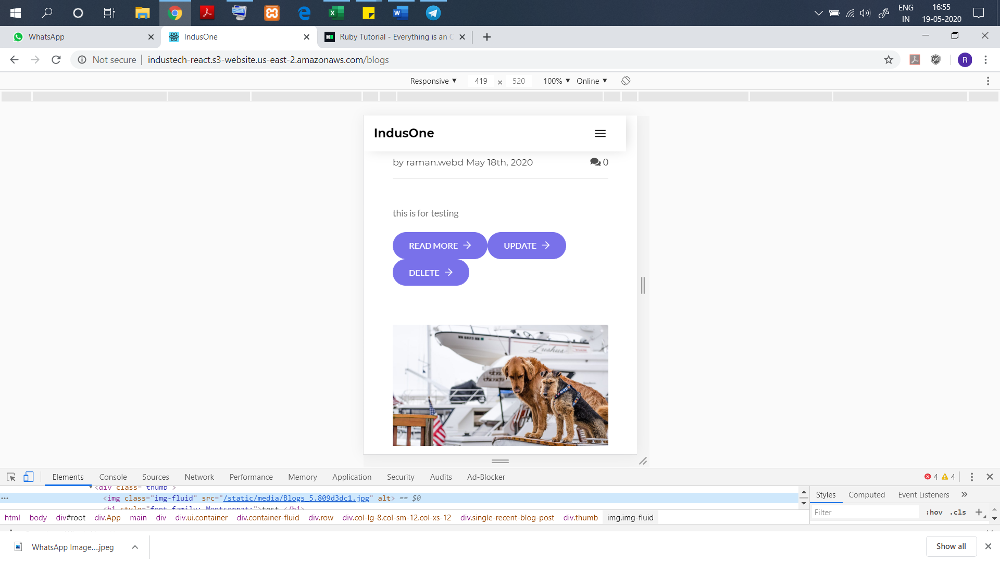 ENG
IN
16:55
19-05-2020
WhatsApp
IndusOne
Ruby Tutorial - Everything is an
Not secure
industech-react.s3-website.us-east-2.amazonaws.com/blogs
R
Responsive ▼ 419 × 520 100% ▼ Online ▼
IndusOne
by raman.webd May 18th, 2020 0
this is for testing
READ MORE → UPDATE →
DELETE →
Lushus
Elements Console Sources Network Performance Memory Application Security Audits Ad-Blocker 4 4
<div class="thumb">
<img class="img-fluid" src="/static/media/Blogs_5.809d3dc1.jpg" alt> == $0
<h1 style="font-family: Montserrat;">test </h1>
html body div#root div.App main div div.ui.container div.container-fluid div.row div.col-lg-8.col-sm-12.col-xs-12 div.single-recent-blog-post div.thumb img.img-fluid
Styles Computed Event Listeners »
Filter :hov .cls +
WhatsApp Image....jpeg
Show all